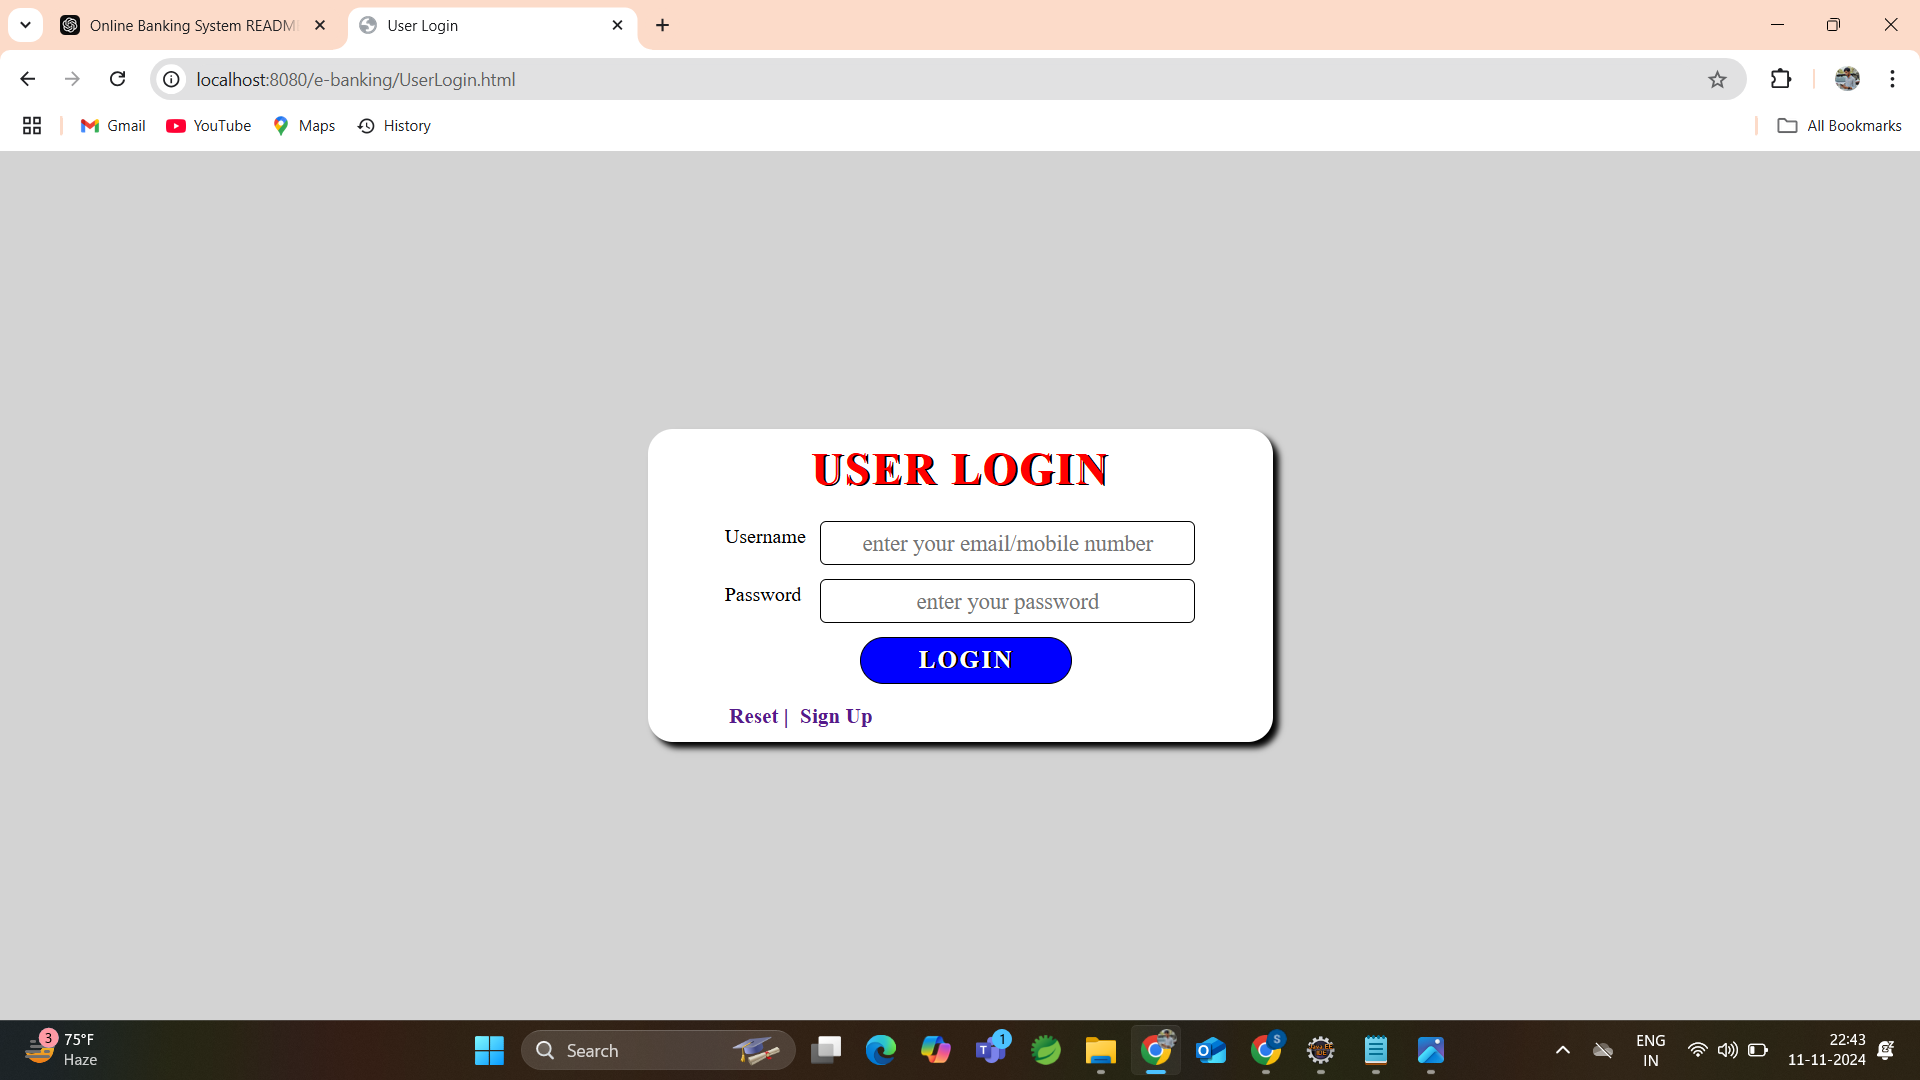 Online Banking System READM
User Login
localhost:8080/e-banking/UserLogin.html
Gmail
YouTube
Maps
History
All Bookmarks
USER LOGIN
Username
enter your email/mobile number
Password
enter your password
LOGIN
Reset | Sign Up
3
75°F
Haze
Search
1
S
ENG
IN
22:43
11-11-2024